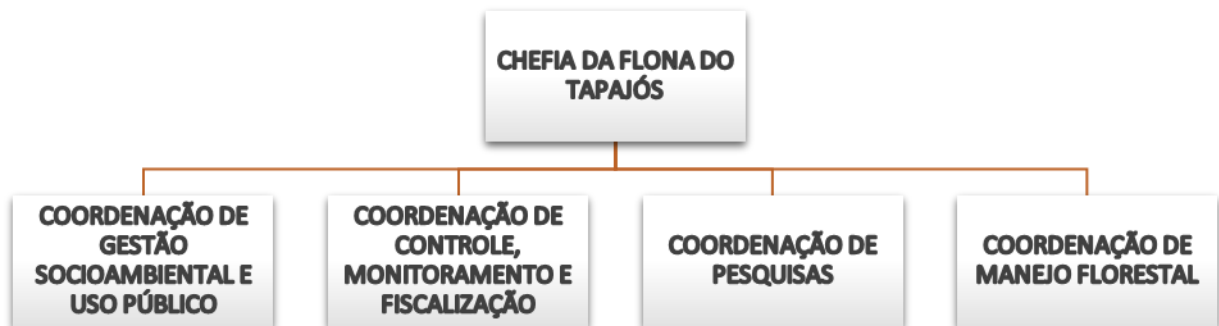 CHEFIA DA FLONA DO
TAPAJÓS
COORDENAÇÃO DE
GESTÃO
SOCIOAMBIENTAL E
USO PÚBLICO
COORDENAÇÃO DE
CONTROLE,
MONITORAMENTO E
FISCALIZAÇÃO
COORDENAÇÃO DE
PESQUISAS
COORDENAÇÃO DE
MANEJO FLORESTAL